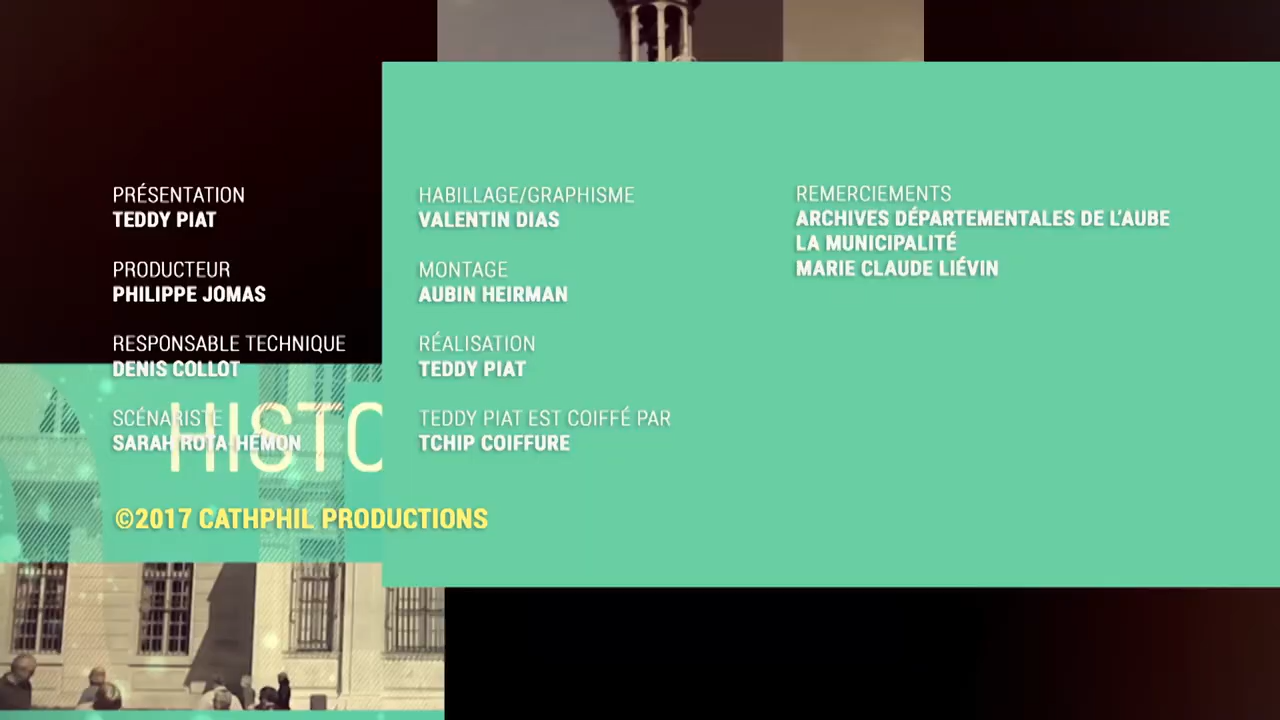 PRÉSENTATION
TEDDY PIAT
PRODUCTEUR
PHILIPPE JOMAS
RESPONSABLE TECHNIQUE
DENIS COLLOT
SCÉNARISTE
SARAH ROTA-HÉMON
HISTO
HABILLAGE/GRAPHISME
VALENTIN DIAS
MONTAGE
AUBIN HEIRMAN
RÉALISATION
TEDDY PIAT
TEDDY PIAT EST COIFFÉ PAR
TCHIP COIFFURE
REMERCIEMENTS
ARCHIVES DÉPARTEMENTALES DE L'AUBE
LA MUNICIPALITÉ
MARIE CLAUDE LIÉVIN
©2017 CATHPHIL PRODUCTIONS